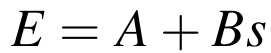 E = A + Bs